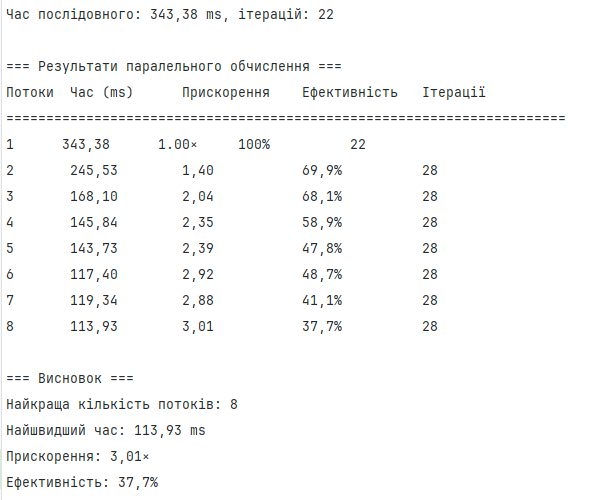 Час послідовного: 343,38 ms, ітерацій: 22
=== Результати паралельного обчислення ===
Потоки Час (ms) Прискорення Ефективність Ітерації
======================================================================
1 343,38 1.00× 100% 22
2 245,53 1,40 69,9% 28
3 168,10 2,04 68,1% 28
4 145,84 2,35 58,9% 28
5 143,73 2,39 47,8% 28
6 117,40 2,92 48,7% 28
7 119,34 2,88 41,1% 28
8 113,93 3,01 37,7% 28
=== Висновок ===
Найкраща кількість потоків: 8
Найшвидший час: 113,93 ms
Прискорення: 3,01×
Ефективність: 37,7%